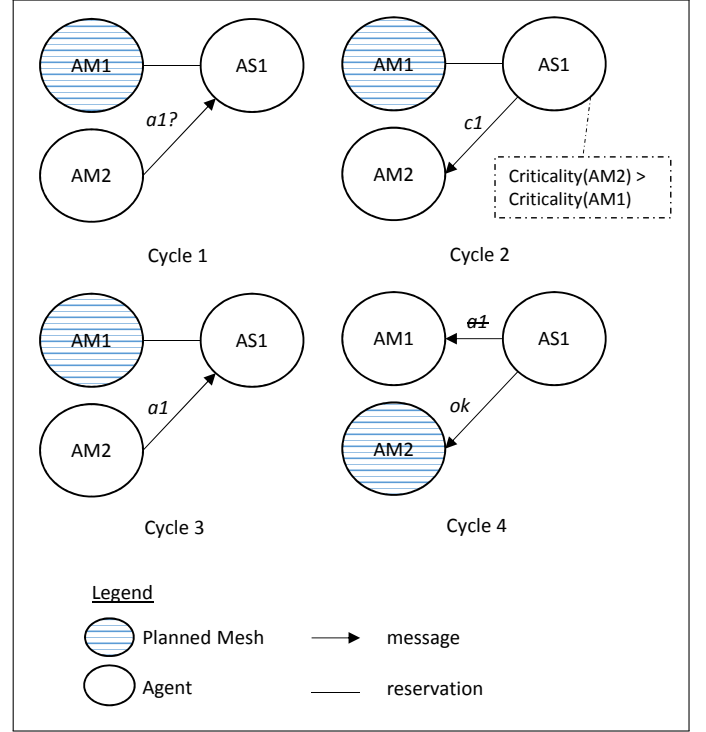 AM1
AS1
a1?
AM2
Cycle 1
AM1
AS1
c1
AM2
Criticality(AM2) >
Criticality(AM1)
Cycle 2
AM1
AS1
a1
AM2
Cycle 3
AM1
a1
AS1
ok
AM2
Cycle 4
Legend
Planned Mesh
message
Agent
reservation